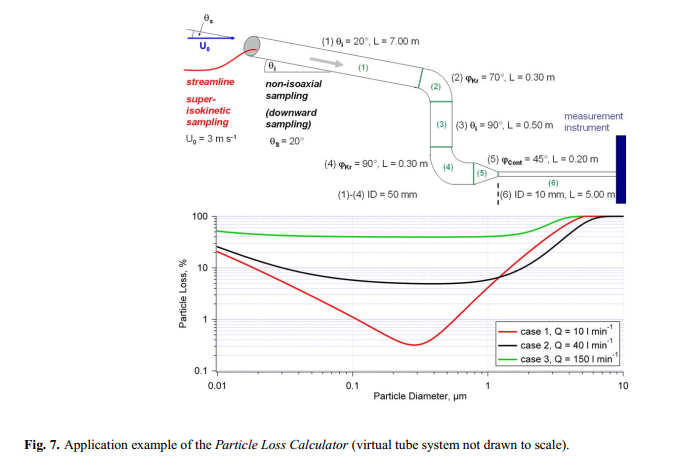 θs
U₀
(1) θi = 20°, L = 7.00 m
θi
(1)
streamline
non-isoaxial
sampling
super-
isokinetic
sampling
(downward
sampling)
U₀ = 3 m s⁻¹
θs = 20°
(2) φKr = 70°, L = 0.30 m
(2)
(3)
(3) θi = 90°, L = 0.50 m
measurement
instrument
(4) φKr = 90°, L = 0.30 m
(4)
(5) φCont = 45°, L = 0.20 m
(5)
(6)
(1)-(4) ID = 50 mm
(6) ID = 10 mm, L = 5.00 m
100
10
1
0.1
Particle Loss, %
case 1, Q = 10 l min⁻¹
case 2, Q = 40 l min⁻¹
case 3, Q = 150 l min⁻¹
0.01 0.1 1 10
Particle Diameter, µm
Fig. 7. Application example of the Particle Loss Calculator (virtual tube system not drawn to scale).